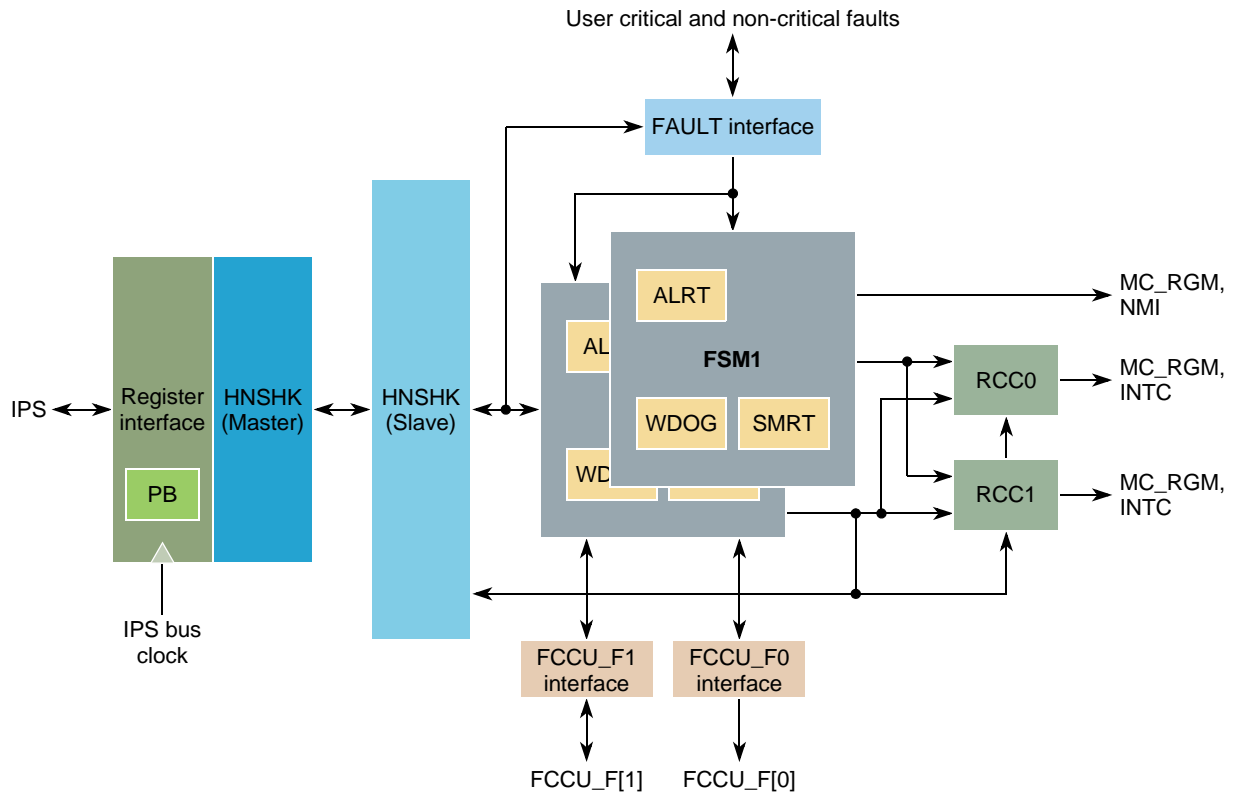 User critical and non-critical faults
FAULT interface
ALRT
AL
FSM1
WDOG
SMRT
WD
MC_RGM,
NMI
RCC0
MC_RGM,
INTC
RCC1
MC_RGM,
INTC
IPS
Register
interface
PB
HNSHK
(Master)
HNSHK
(Slave)
IPS bus
clock
FCCU_F1
interface
FCCU_F0
interface
FCCU_F[1]
FCCU_F[0]